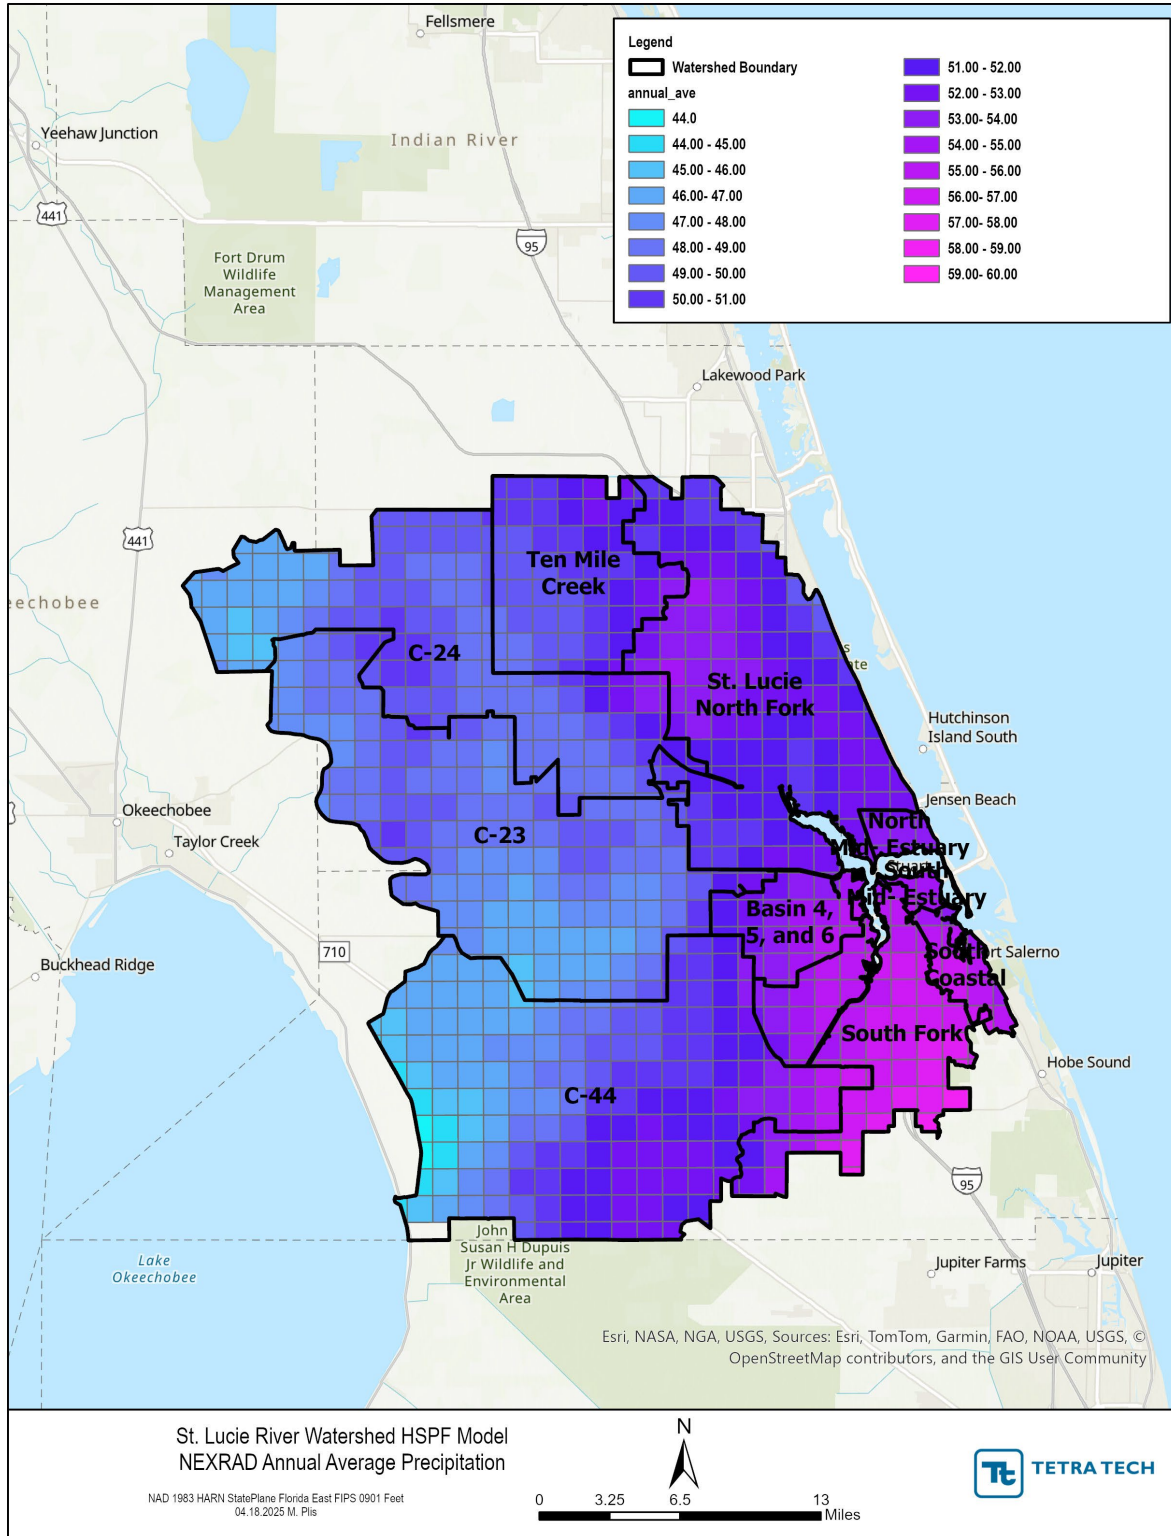 Fellsmere
Yeehaw Junction
Indian River
441
95
Fort Drum
Wildlife
Management
Area
Legend
Watershed Boundary
annual_ave
44.0
44.00 - 45.00
45.00 - 46.00
46.00- 47.00
47.00 - 48.00
48.00 - 49.00
49.00 - 50.00
50.00 - 51.00
51.00 - 52.00
52.00 - 53.00
53.00- 54.00
54.00 - 55.00
55.00 - 56.00
56.00- 57.00
57.00 - 58.00
58.00 - 59.00
59.00- 60.00
Lakewood Park
441
Ten Mile
Creek
eechobee
C-24
St. Lucie
North Fork
Hutchinson
Island South
Jensen Beach
Okeechobee
Taylor Creek
C-23
North
Mid- Estuary
South
Mid- Estuary
Basin 4,
5, and 6
710
Buckhead Ridge
South
Coastal
ort Salerno
South Fork
Hobe Sound
C-44
95
John
Susan H Dupuis
Jr Wildlife and
Environmental
Area
Lake
Okeechobee
Jupiter Farms
Jupiter
Esri, NASA, NGA, USGS, Sources: Esri, TomTom, Garmin, FAO, NOAA, USGS, ©
OpenStreetMap contributors, and the GIS User Community
St. Lucie River Watershed HSPF Model
NEXRAD Annual Average Precipitation
NAD 1983 HARN StatePlane Florida East FIPS 0901 Feet
04.18.2025 M. Plis
N
0 3.25 6.5 13
Miles
Tt TETRA TECH